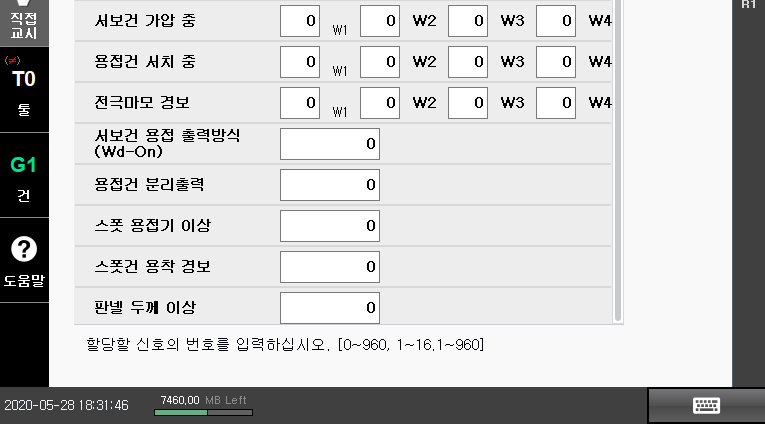 직접
교시
R1
서보건 가압 중 0 W1 0 W2 0 W3 0 W4
용접건 서치 중 0 W1 0 W2 0 W3 0 W4
전극마모 경보 0 W1 0 W2 0 W3 0 W4
서보건 용접 출력방식
(Wd-On) 0
용접건 분리출력 0
스폿 용접기 이상 0
스폿건 용착 경보 0
판넬 두께 이상 0
(≠)
T0
툴
G1
건
?
도움말
할당할 신호의 번호를 입력하십시오. [0~960, 1~16.1~960]
2020-05-28 18:31:46
7460,00 MB Left